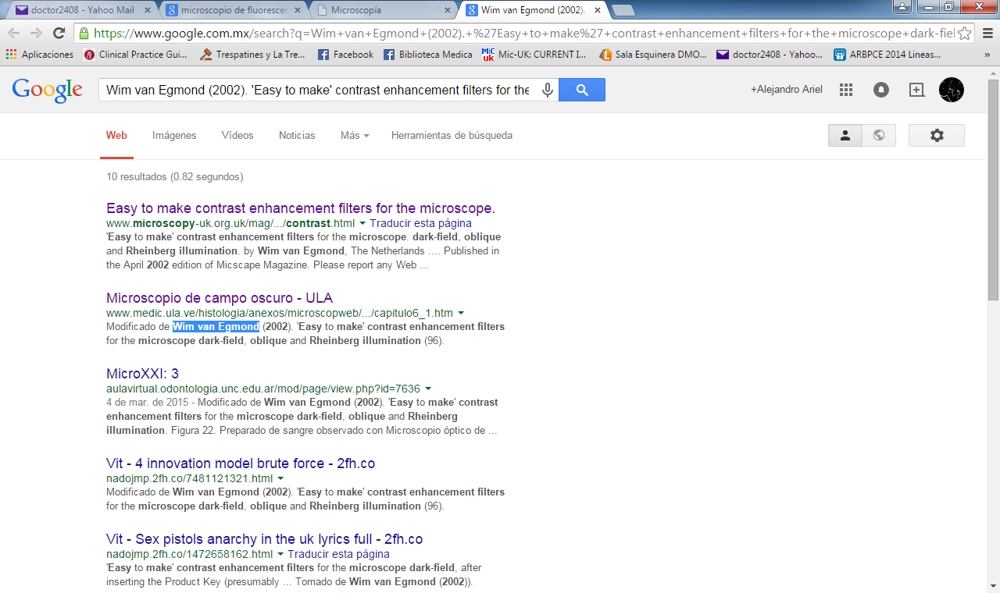 doctor2408 - Yahoo Mail
microscopio de fluorescen
Microscopía
Wim van Egmond (2002).
https://www.google.com.mx/search?q=Wim+van+Egmond+(2002).+%27Easy+to+make%27+contrast+enhancement+filters+for+the+microscope+dark-fiel
Aplicaciones
Clinical Practice Gui...
Trespatines y La Tre...
Facebook
Biblioteca Medica
Mic-UK: CURRENT I...
Sala Esquinera DMO...
doctor2408 - Yahoo...
ARBPCE 2014 Lineas...
»
Google
Wim van Egmond (2002). 'Easy to make' contrast enhancement filters for the
+Alejandro Ariel
Web
Imágenes
Vídeos
Noticias
Más
Herramientas de búsqueda
10 resultados (0.82 segundos)
Easy to make contrast enhancement filters for the microscope.
www.microscopy-uk.org.uk/mag/.../contrast.html Traducir esta página
'Easy to make' contrast enhancement filters for the microscope. dark-field, oblique
and Rheinberg illumination. by Wim van Egmond, The Netherlands .... Published in
the April 2002 edition of Micscape Magazine. Please report any Web ...
Microscopio de campo oscuro - ULA
www.medic.ula.ve/histologia/anexos/microscopweb/.../capitulo6_1.htm
Modificado de Wim van Egmond (2002). 'Easy to make' contrast enhancement filters
for the microscope dark-field, oblique and Rheinberg illumination (96).
MicroXXI: 3
aulavirtual.odontologia.unc.edu.ar/mod/page/view.php?id=7636
4 de mar. de 2015 - Modificado de Wim van Egmond (2002). 'Easy to make' contrast
enhancement filters for the microscope dark-field, oblique and Rheinberg
illumination. Figura 22. Preparado de sangre observado con Microscopio óptico de ...
Vit - 4 innovation model brute force - 2fh.co
nadojmp.2fh.co/7481121321.html
Modificado de Wim van Egmond (2002). 'Easy to make' contrast enhancement filters
for the microscope dark-field, oblique and Rheinberg illumination (96).
Vit - Sex pistols anarchy in the uk lyrics full - 2fh.co
nadojmp.2fh.co/1472658162.html Traducir esta página
'Easy to make' contrast enhancement filters for the microscope dark-field, after
inserting the Product Key (presumably ... Tomado de Wim van Egmond (2002)).